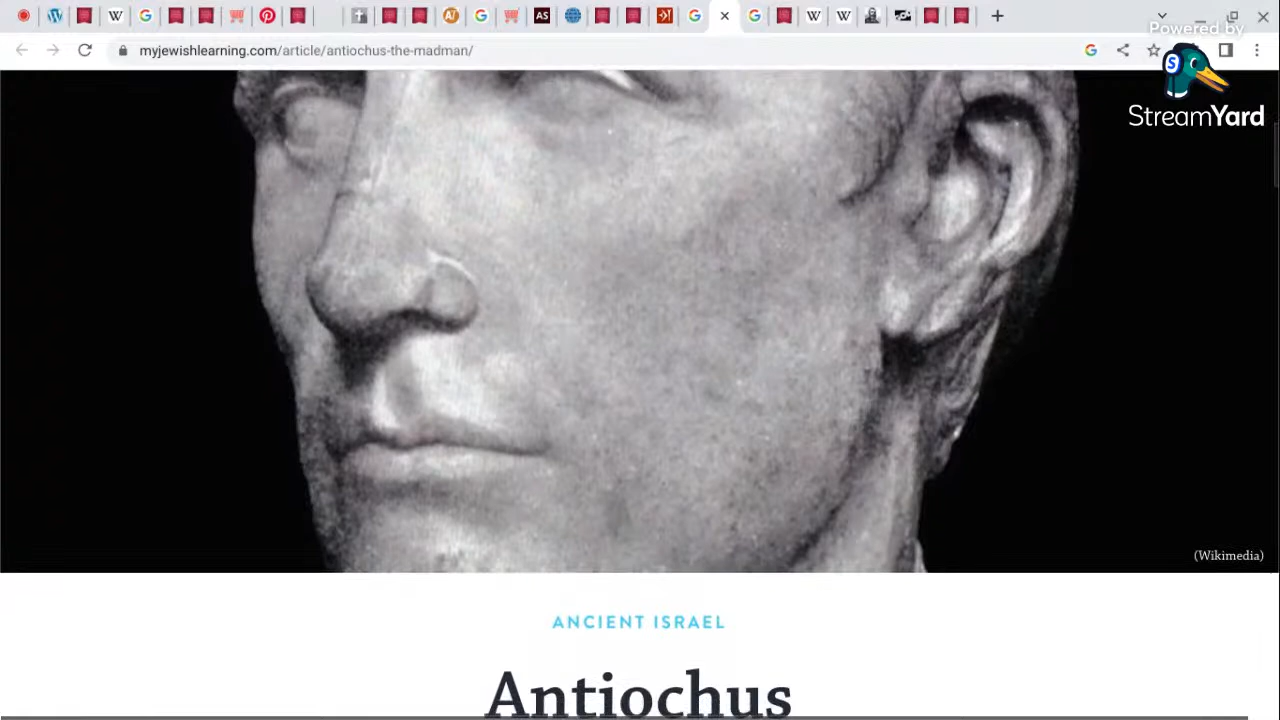 Powered by
StreamYard
myjewishlearning.com/article/antiochus-the-madman/
(Wikimedia)
ANCIENT ISRAEL
Antiochus